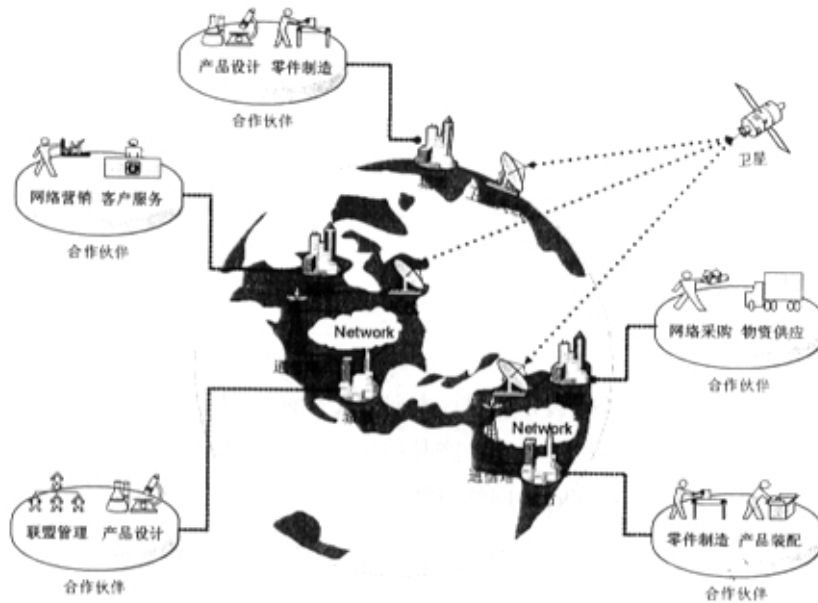 产品设计 零件制造
合作伙伴
卫星
网络营销 客户服务
合作伙伴
Network
网络采购 物资供应
合作伙伴
Network
联盟管理 产品设计
合作伙伴
零件制造 产品装配
合作伙伴